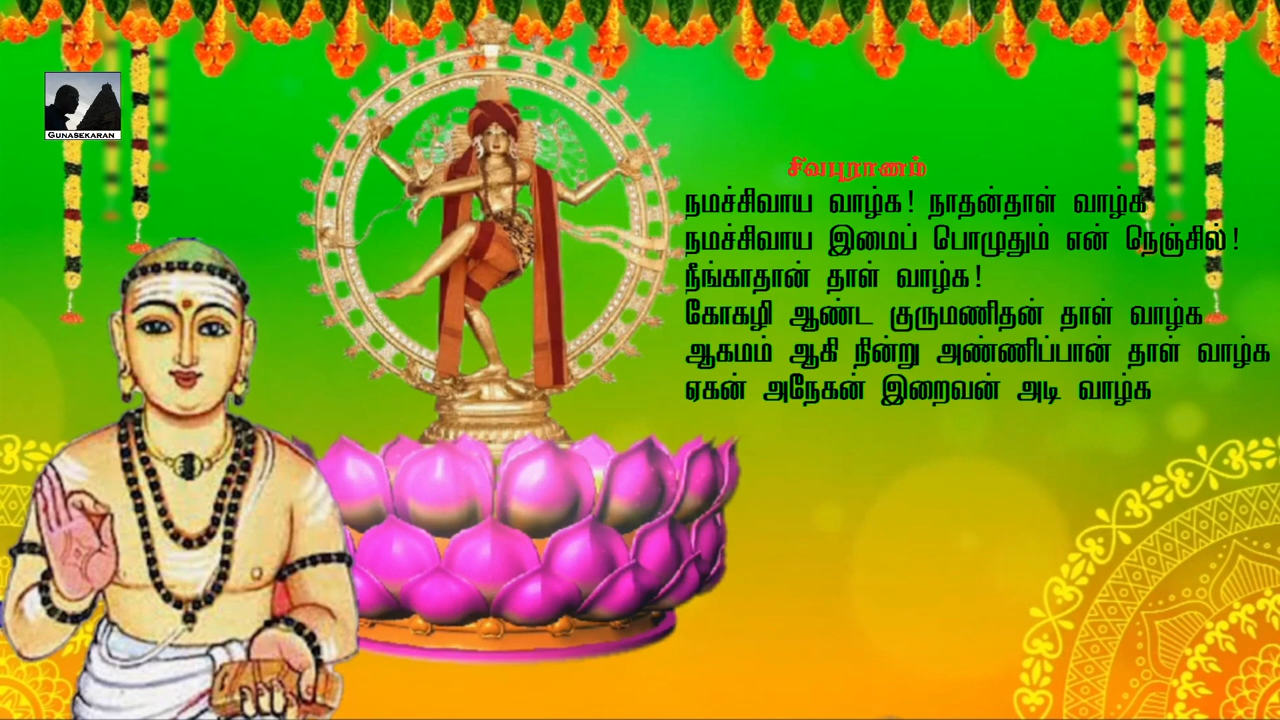 GUNASEKARAN
சிவபுராணம்
நமச்சிவாய வாழ்க! நாதன்தாள் வாழ்க
நமச்சிவாய இமைப் பொழுதும் என் நேஞ்சில்!
நீங்காதான் தாள் வாழ்க!
கோகழி ஆண்ட குருமணிதன் தாள் வாழ்க
ஆகமம் ஆகி நின்று அண்ணிப்பான் தாள் வாழ்க
ஏகன் அநேகன் இறைவன் அடி வாழ்க